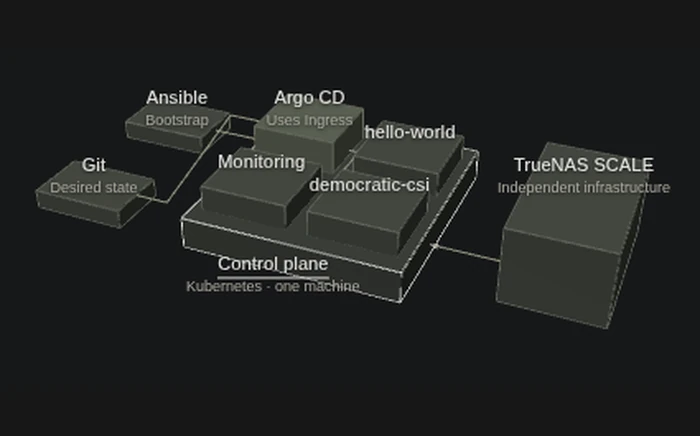 Ansible
Bootstrap
Argo CD
Uses Ingress
hello-world
Git
Desired state
Monitoring
democratic-csi
TrueNAS SCALE
Independent infrastructure
Control plane
Kubernetes - one machine